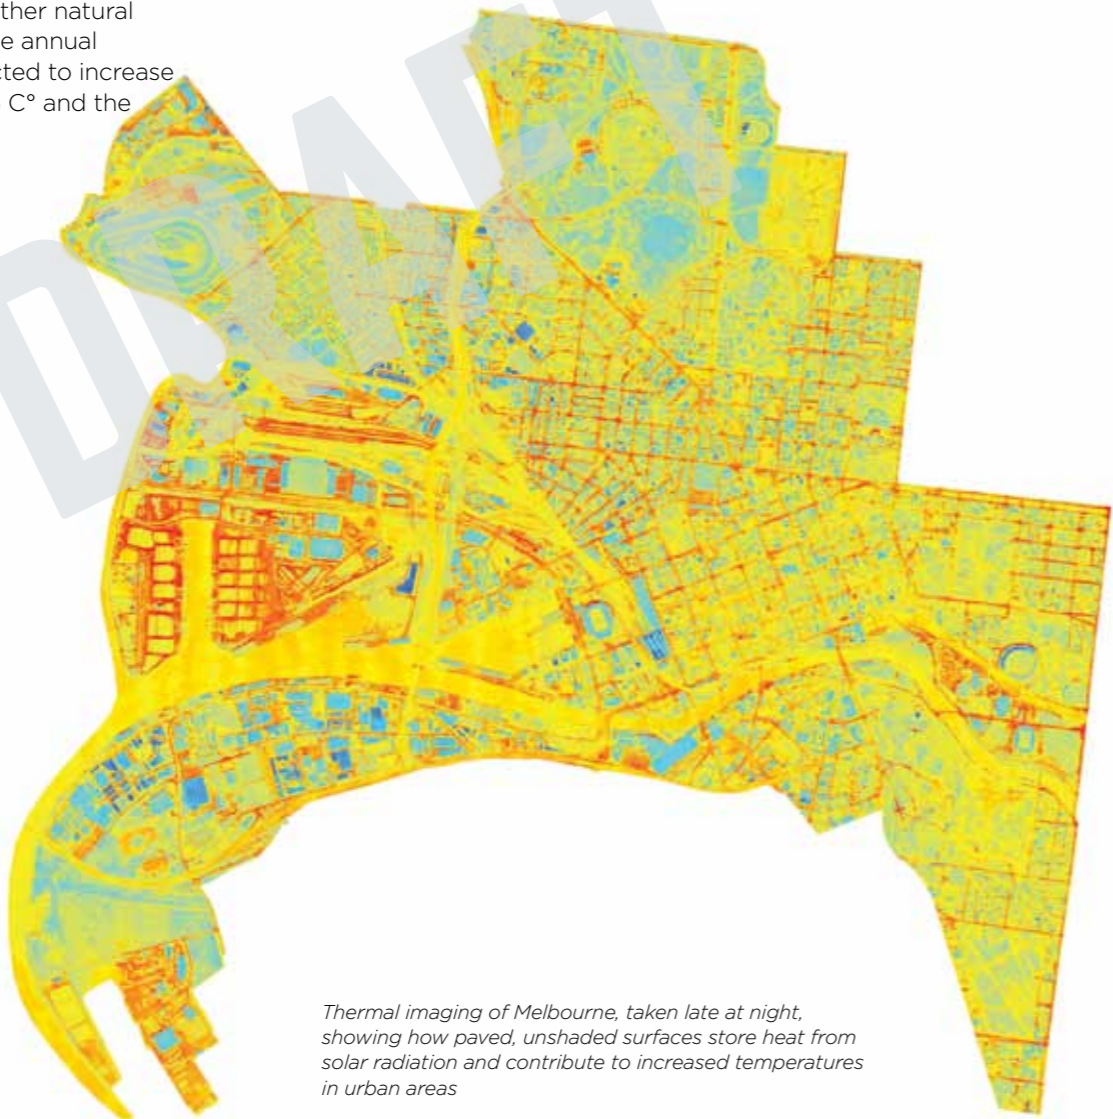 ther natural
e annual
cted to increase
C° and the
DRAFT
Thermal imaging of Melbourne, taken late at night,
showing how paved, unshaded surfaces store heat from
solar radiation and contribute to increased temperatures
in urban areas